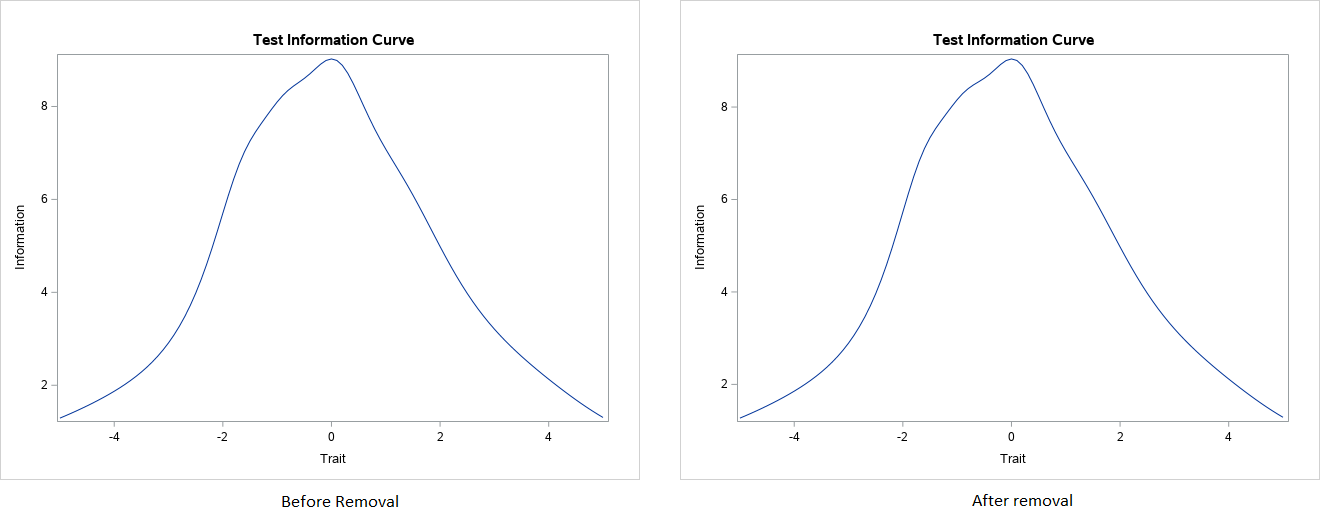 Test Information Curve
8
6
4
2
Information
-4 -2 0 2 4
Trait
Before Removal
Test Information Curve
8
6
4
2
Information
-4 -2 0 2 4
Trait
After removal